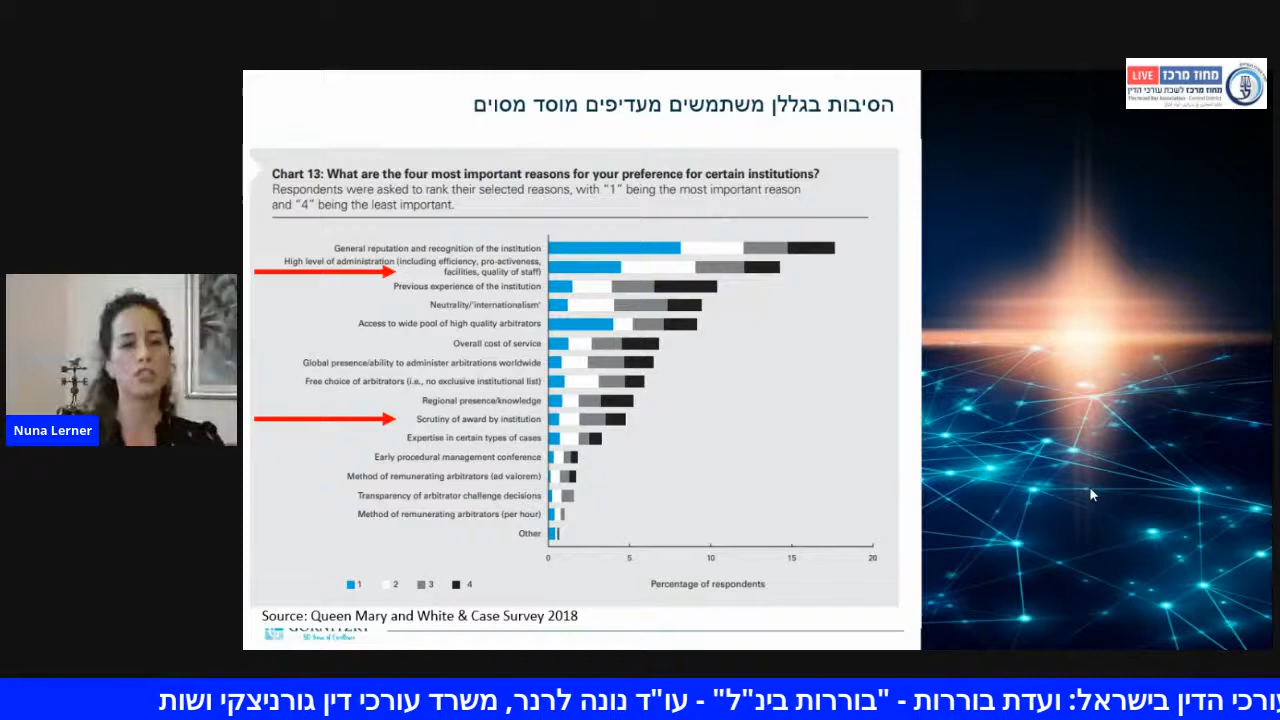 LIVE מחוז מרכז
מחוז מרכז לשכת עורכי הדין
הסיבות בגללן משתמשים מעדיפים מוסד מסוים
Chart 13: What are the four most important reasons for your preference for certain institutions?
Respondents were asked to rank their selected reasons, with “1” being the most important reason
and “4” being the least important.
General reputation and recognition of the institution
High level of administration (including efficiency, pro-activeness,
facilities, quality of staff)
Previous experience of the institution
Neutrality/'internationalism'
Access to wide pool of high quality arbitrators
Overall cost of service
Global presence/ability to administer arbitrations worldwide
Free choice of arbitrators (i.e., no exclusive institutional list)
Regional presence/knowledge
Scrutiny of award by institution
Expertise in certain types of cases
Early procedural management conference
Method of remunerating arbitrators (ad valorem)
Transparency of arbitrator challenge decisions
Method of remunerating arbitrators (per hour)
Other
0 5 10 15 20
1 2 3 4 Percentage of respondents
Source: Queen Mary and White & Case Survey 2018
GORNITZKY
Nuna Lerner
עורכי הדין בישראל: ועדת בוררות - "בוררות בינ"ל" - עו"ד נונה לרנר, משרד עורכי דין גורניצקי ושות